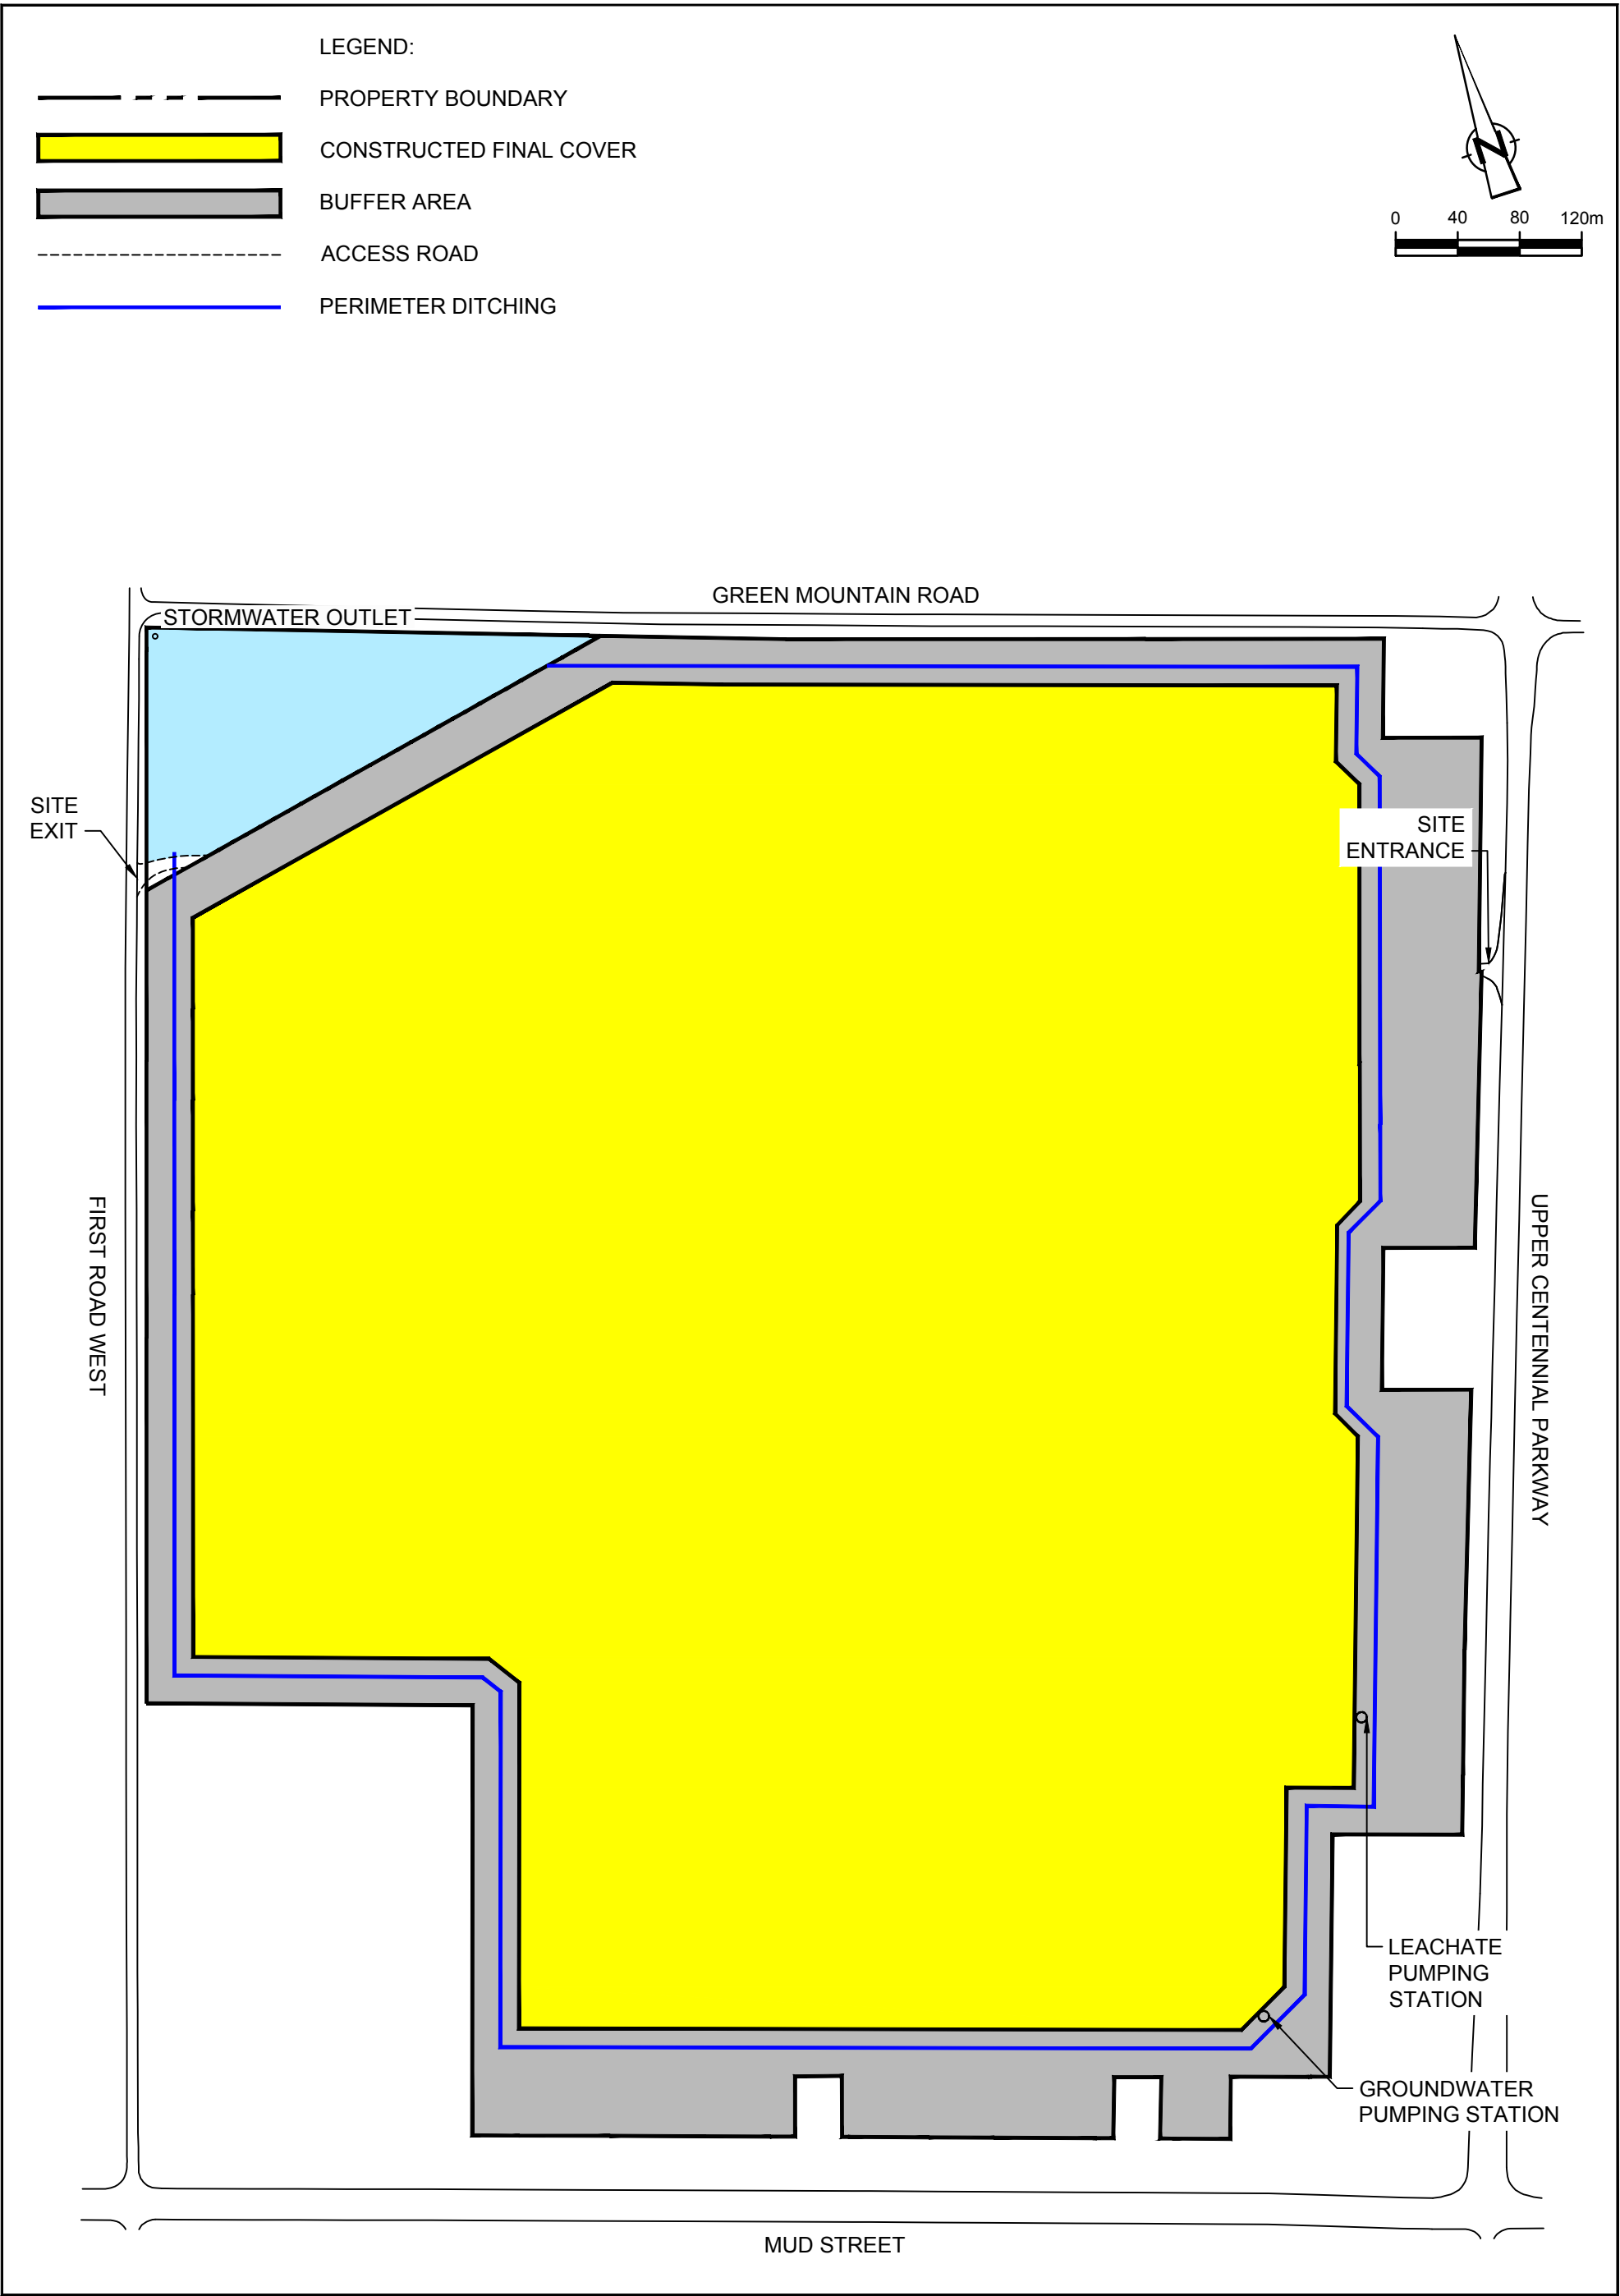 LEGEND:
PROPERTY BOUNDARY
CONSTRUCTED FINAL COVER
BUFFER AREA
ACCESS ROAD
PERIMETER DITCHING
N
0 40 80 120m
GREEN MOUNTAIN ROAD
STORMWATER OUTLET
SITE
EXIT
SITE
ENTRANCE
FIRST ROAD WEST
UPPER CENTENNIAL PARKWAY
LEACHATE
PUMPING
STATION
GROUNDWATER
PUMPING STATION
MUD STREET